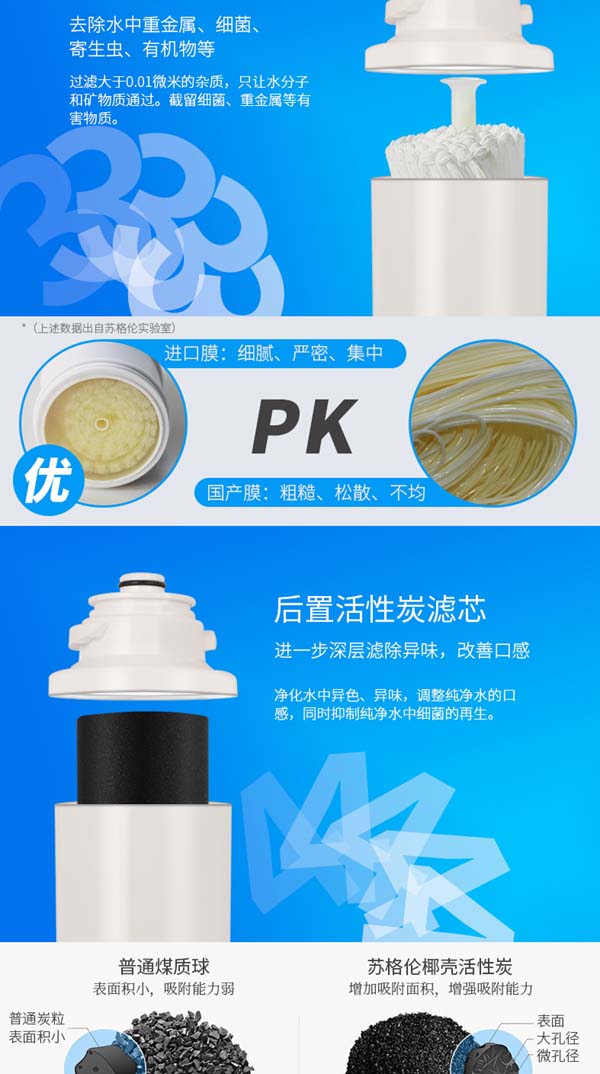 去除水中重金属、细菌、
寄生虫、有机物等
过滤大于0.01微米的杂质，只让水分子
和矿物质通过。截留细菌、重金属等有
害物质。
333333
*（上述数据出自苏格伦实验室）
进口膜：细腻、严密、集中
PK
优
国产膜：粗糙、松散、不均
后置活性炭滤芯
进一步深层滤除异味，改善口感
净化水中异色、异味，调整纯净水的口
感，同时抑制纯净水中细菌的再生。
44444
普通煤质球
表面积小，吸附能力弱
普通炭粒
表面积小
苏格伦椰壳活性炭
增加吸附面积，增强吸附能力
表面
大孔径
微孔径